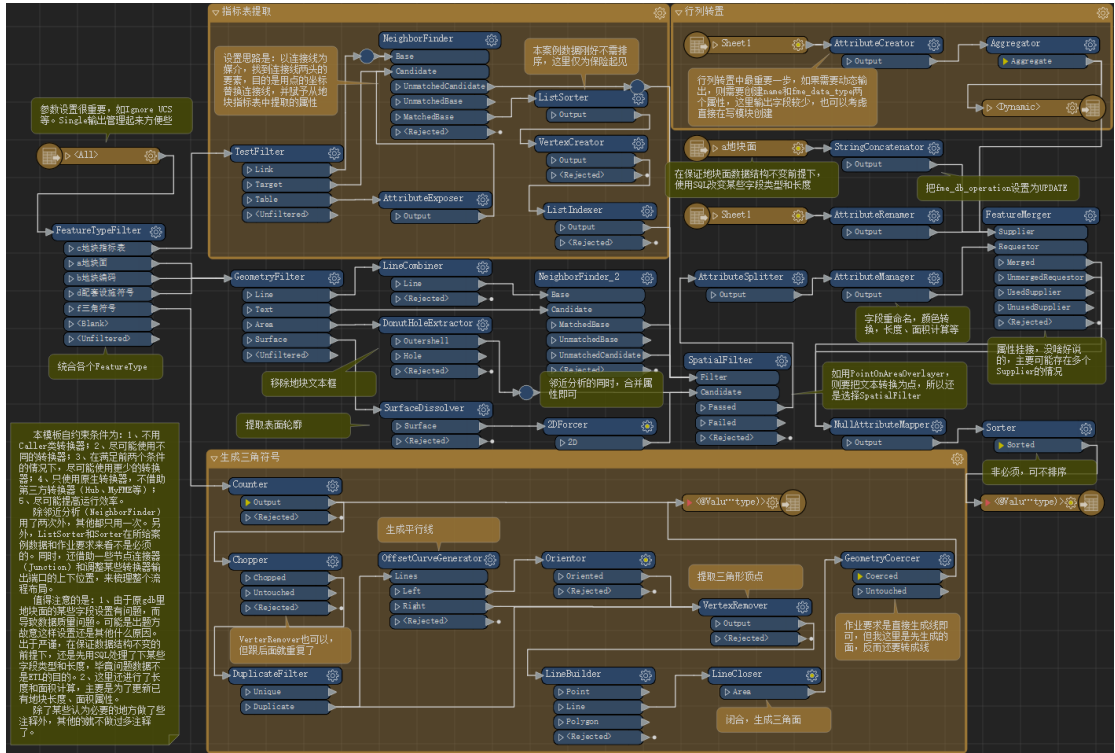 指标表提取
行列转置
设置思路是：以连接线为
媒介，找到连接线两头的
要素，目的是用点的坐标
替换连接线，并赋予从地
块指标表中提取的属性
NeighborFinder
Base
Candidate
UnmatchedCandidate
UnmatchedBase
MatchedBase
<Rejected>
本案例数据刚好不需排
序，这里仅为保险起见
ListSorter
Output
VertexCreator
Output
<Rejected>
ListIndexer
Output
<Rejected>
Sheet1
AttributeCreator
Output
Aggregator
Aggregate
行列转置中最重要一步，如果需要动态输
出，则需要创建name和fme_data_type两
个属性，这里输出字段较少，也可以考虑
直接在写模块创建
<Dynamic>
参数设置很重要，如Ignore UCS
等。Single输出管理起来方便些
<All>
TestFilter
Link
Target
Table
<Unfiltered>
AttributeExposer
Output
a地块面
StringConcatenator
Output
在保证地块面数据结构不变前提下，
使用SQL改变某些字段类型和长度
把fme_db_operation设置为UPDATE
Sheet1
AttributeRenamer
Output
FeatureMerger
Supplier
Requestor
Merged
UnmergedRequestor
UsedSupplier
UnusedSupplier
<Rejected>
FeatureTypeFilter
c地块指标表
a地块面
b地块编码
d配套设施符号
f三角符号
<Blank>
<Unfiltered>
统合各个FeatureType
GeometryFilter
Line
Text
Area
Surface
<Unfiltered>
LineCombiner
Line
<Rejected>
DonutHoleExtractor
Outershell
Hole
<Rejected>
移除地块文本框
SurfaceDissolver
Surface
<Rejected>
提取表面轮廓
NeighborFinder_2
Base
Candidate
MatchedBase
UnmatchedBase
UnmatchedCandidate
<Rejected>
邻近分析的同时，合并属
性即可
2DForcer
2D
AttributeSplitter
Output
AttributeManager
Output
字段重命名，颜色转
换，长度、面积计算等
SpatialFilter
Filter
Candidate
Passed
Failed
<Rejected>
如用PointOnAreaOverlayer，
则要把文本转换为点，所以还
是选择SpatialFilter
属性挂接，没啥好说
的，主要可能存在多个
Supplier的情况
NullAttributeMapper
Output
Sorter
Sorted
非必须，可不排序
<@Valu…type)>
本模板自约束条件为：1、不用
Caller类转换器；2、尽可能使用不
同的转换器；3、在满足前两个条件
的情况下，尽可能使用更少的转换
器；4、只使用原生转换器，不借助
第三方转换器（Hub、MyFME等）；
5、尽可能提高运行效率。
除邻近分析（NeighborFinder）
用了两次外，其他都只用一次。另
外，ListSorter和Sorter在所给案
例数据和作业要求来看不是必须
的。同时，还借助一些节点连接器
（Junction）和调整某些转换器输
出端口的上下位置，来梳理整个流
程布局。
值得注意的是：1、由于原gdb里
地块面的某些字段设置有问题，而
导致数据质量问题。可能是出题方
故意这样设置还是其他什么原因。
出于严谨，在保证数据结构不变的
前提下，还是先用SQL处理了下某些
字段类型和长度，毕竟问题数据不
是ETL的目的。2、这里还进行了长
度和面积计算，主要是为了更新已
有地块长度、面积属性。
除了某些认为必要的地方做了些
注释外，其他的就不做过多注释
了。
生成三角符号
Counter
Output
<Rejected>
<@Valu…type)>
Chopper
Chopped
Untouched
<Rejected>
VerterRemover也可以，
但跟后面就重复了
DuplicateFilter
Unique
Duplicate
生成平行线
OffsetCurveGenerator
Lines
Left
Right
<Rejected>
Orientor
Oriented
<Rejected>
提取三角形顶点
VertexRemover
Output
<Rejected>
GeometryCoercer
Coerced
Untouched
作业要求是直接生成线即
可，但我这里是先生成的
面，反而还要转成线
LineBuilder
Point
Line
Polygon
<Rejected>
LineCloser
Area
闭合，生成三角面